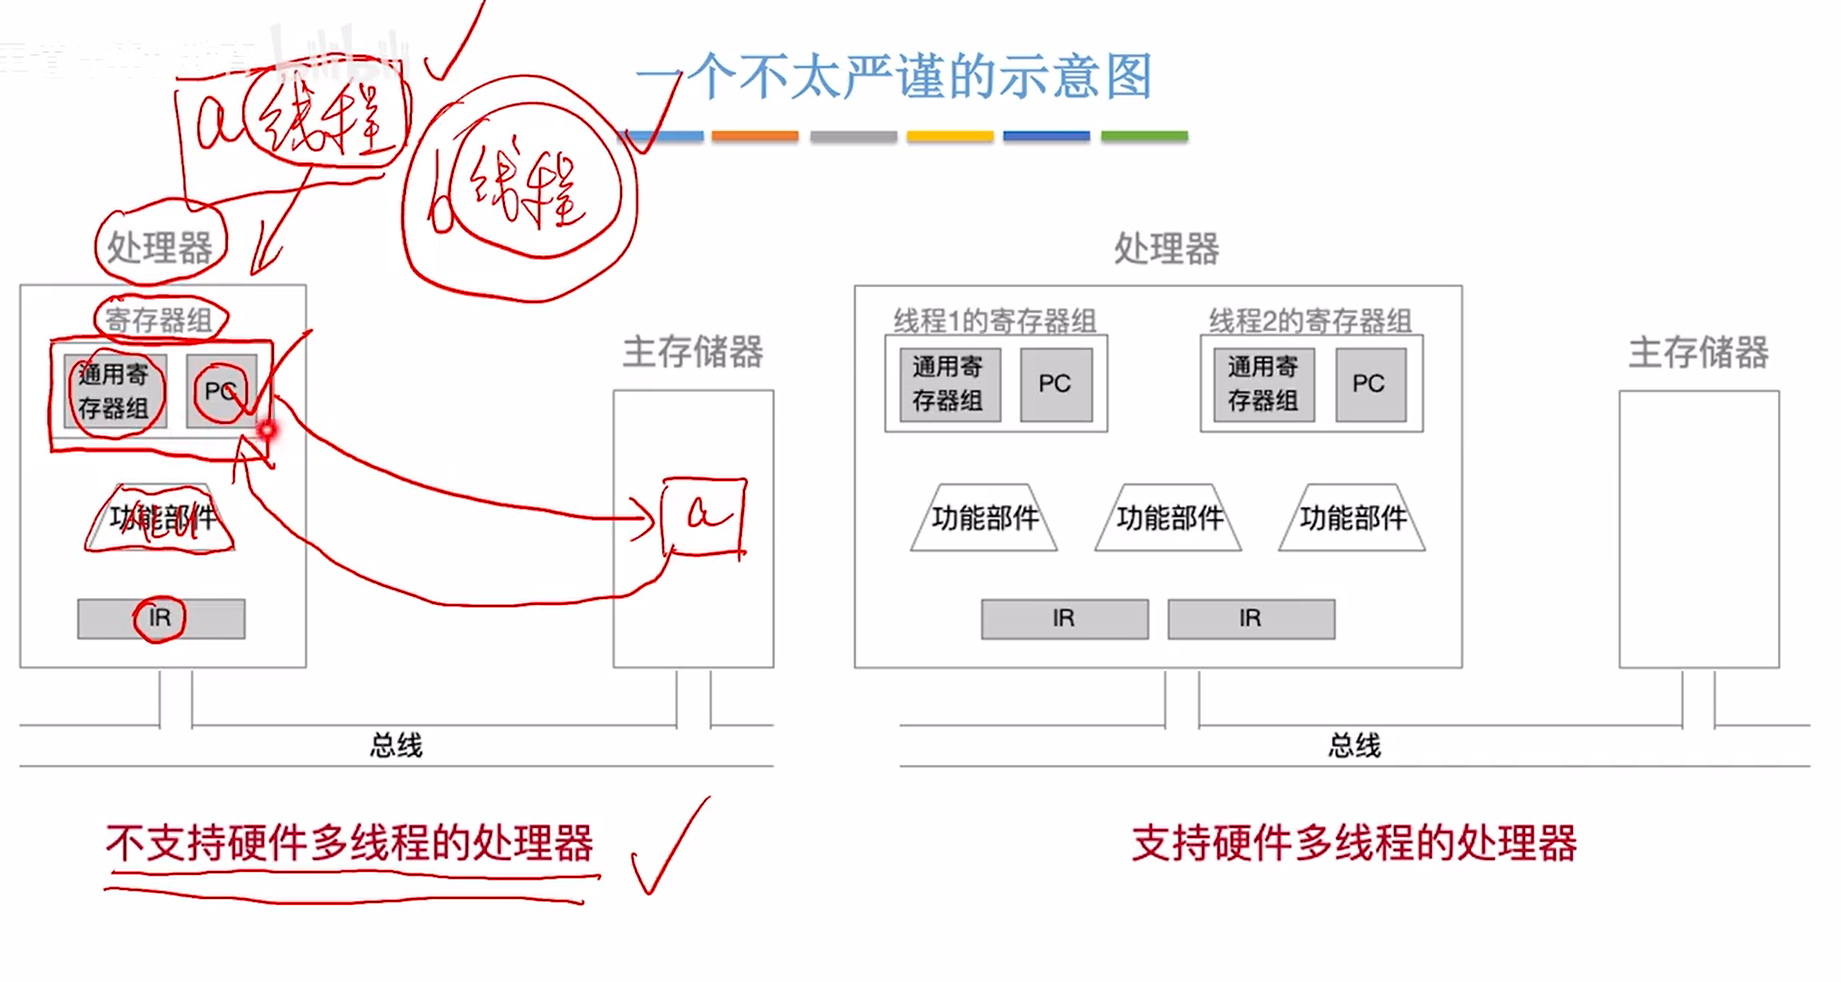 一个不太严谨的示意图
a线程
b线程
处理器
寄存器组
通用寄
存器组
PC
功能部件
ALU
IR
主存储器
a
总线
不支持硬件多线程的处理器
处理器
线程1的寄存器组
通用寄
存器组
PC
线程2的寄存器组
通用寄
存器组
PC
功能部件
功能部件
功能部件
IR
IR
主存储器
总线
支持硬件多线程的处理器